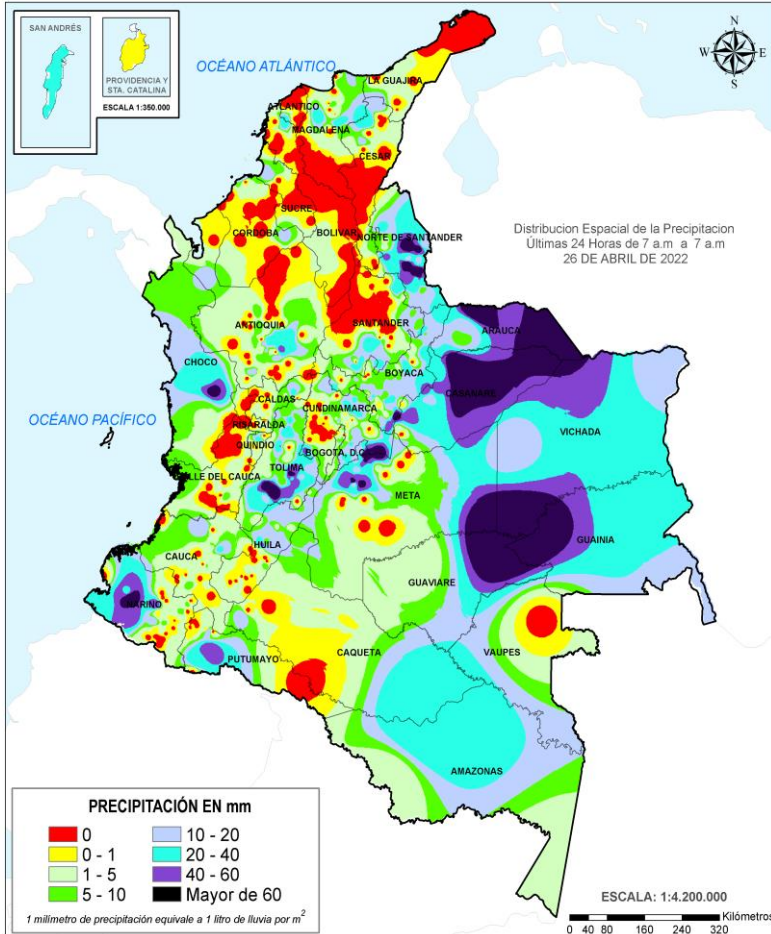 SAN ANDRÉS
PROVIDENCIA Y
STA. CATALINA
ESCALA 1:350.000
OCÉANO ATLÁNTICO
N
W
E
S
LA GUAJIRA
ATLANTICO
MAGDALENA
CESAR
SUCRE
CORDOBA
BOLIVAR
NORTE DE SANTANDER
Distribucion Espacial de la Precipitacion
Últimas 24 Horas de 7 a.m a 7 a.m
26 DE ABRIL DE 2022
ANTIOQUIA
SANTANDER
ARAUCA
CHOCO
BOYACA
CASANARE
CALDAS
CUNDINAMARCA
OCÉANO PACÍFICO
RISARALDA
VICHADA
QUINDIO
BOGOTA, D.C.
TOLIMA
VALLE DEL CAUCA
META
GUAINIA
CAUCA
HUILA
GUAVIARE
NARIÑO
CAQUETA
VAUPES
PUTUMAYO
AMAZONAS
PRECIPITACIÓN EN mm
0
10 - 20
0 - 1
20 - 40
1 - 5
40 - 60
5 - 10
Mayor de 60
1 milímetro de precipitación equivale a 1 litro de lluvia por m²
ESCALA: 1:4.200.000
Kilómetros
0 40 80 160 240 320